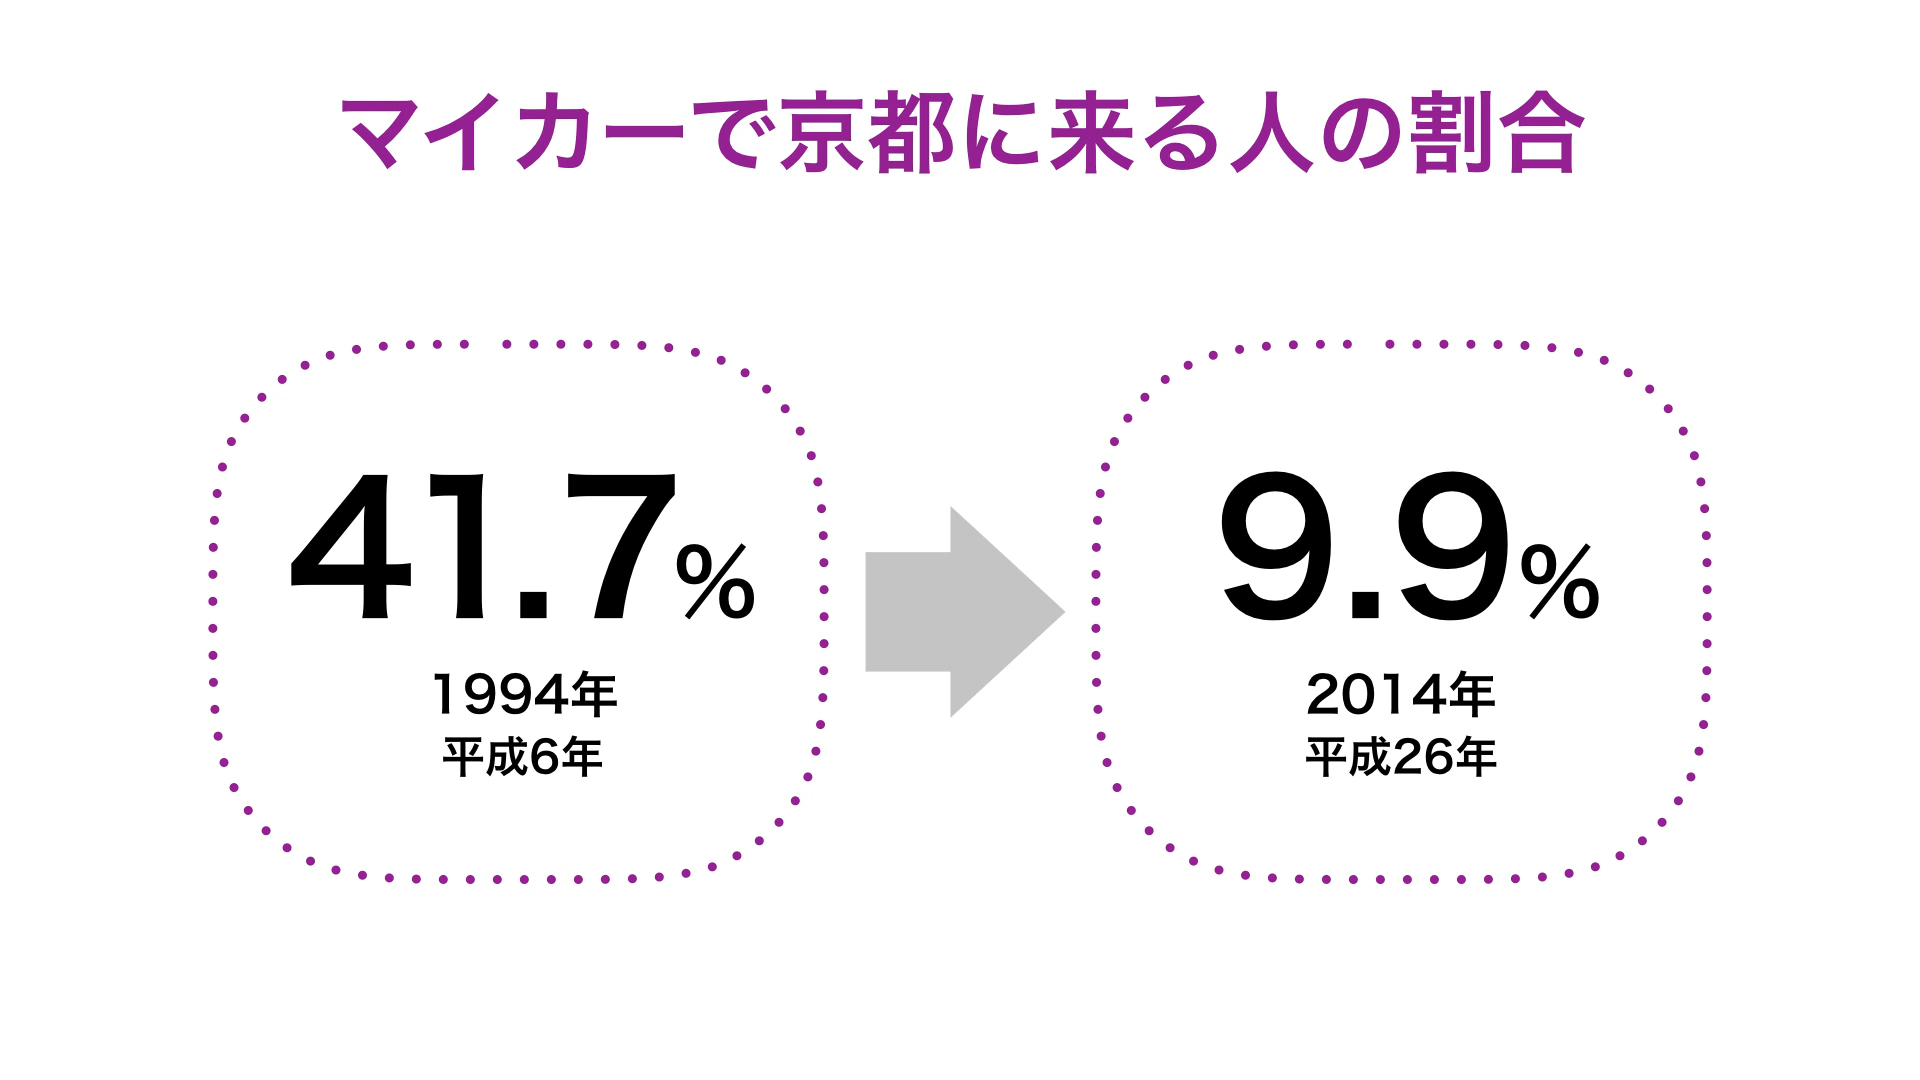 マイカーで京都に来る人の割合
41.7%
1994年
平成6年
9.9%
2014年
平成26年